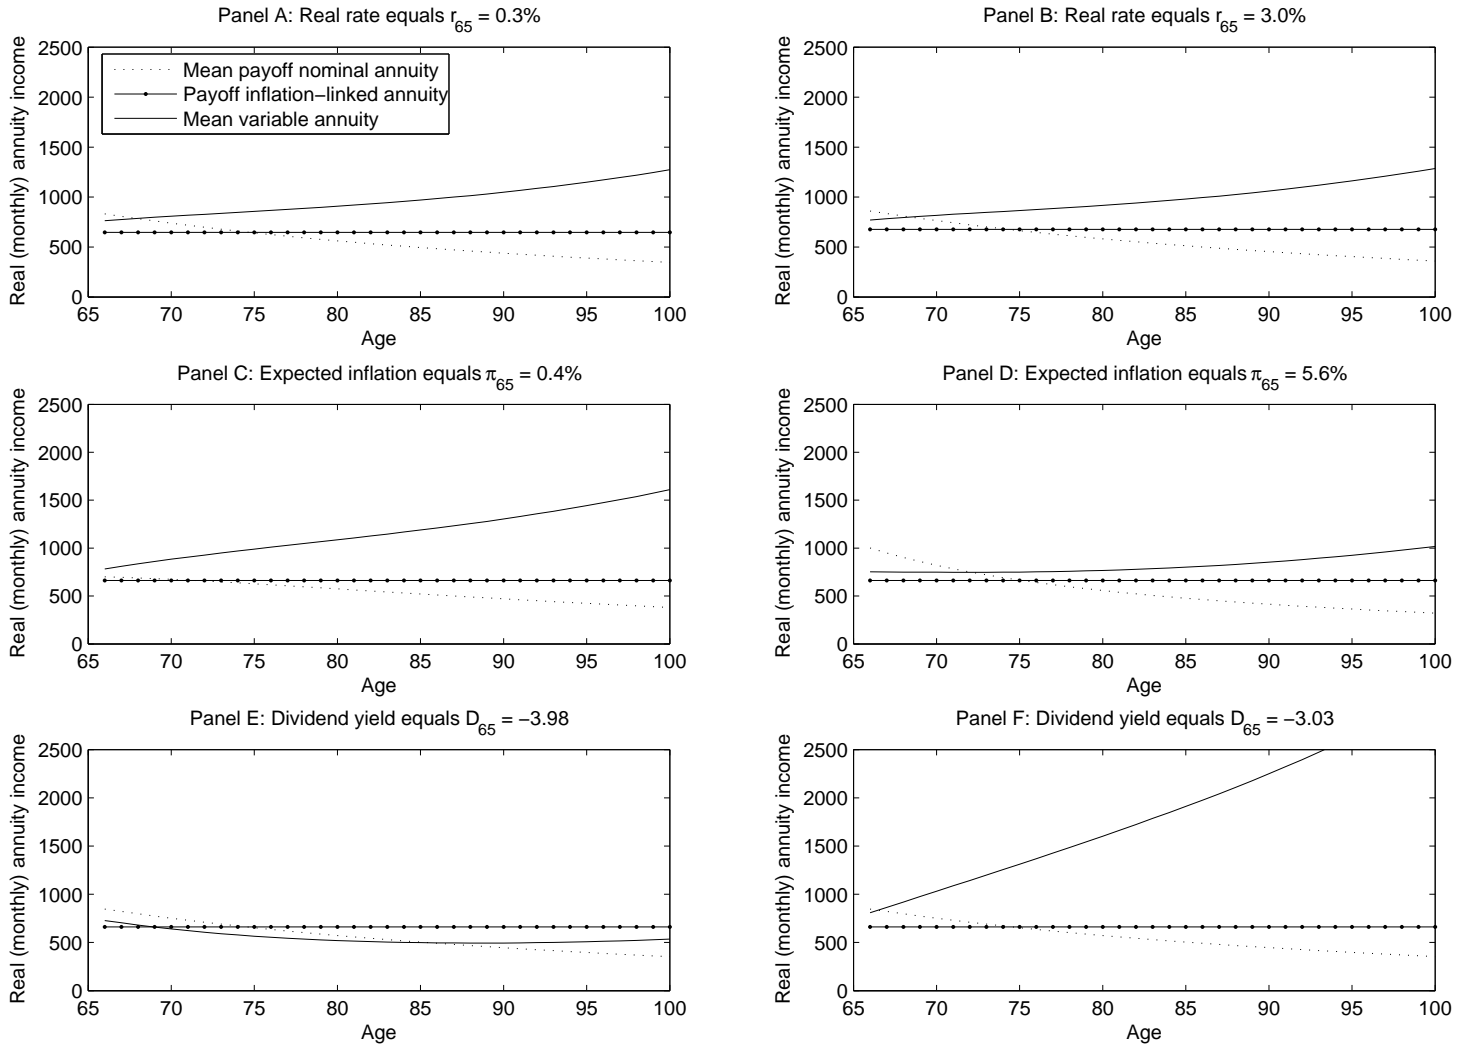 Panel A: Real rate equals r65 = 0.3%
Real (monthly) annuity income
2500
2000
1500
1000
500
0
Mean payoff nominal annuity
Payoff inflation−linked annuity
Mean variable annuity
65 70 75 80 85 90 95 100
Age
Panel B: Real rate equals r65 = 3.0%
Real (monthly) annuity income
2500
2000
1500
1000
500
0
65 70 75 80 85 90 95 100
Age
Panel C: Expected inflation equals π65 = 0.4%
Real (monthly) annuity income
2500
2000
1500
1000
500
0
65 70 75 80 85 90 95 100
Age
Panel D: Expected inflation equals π65 = 5.6%
Real (monthly) annuity income
2500
2000
1500
1000
500
0
65 70 75 80 85 90 95 100
Age
Panel E: Dividend yield equals D65 = −3.98
Real (monthly) annuity income
2500
2000
1500
1000
500
0
65 70 75 80 85 90 95 100
Age
Panel F: Dividend yield equals D65 = −3.03
Real (monthly) annuity income
2500
2000
1500
1000
500
0
65 70 75 80 85 90 95 100
Age